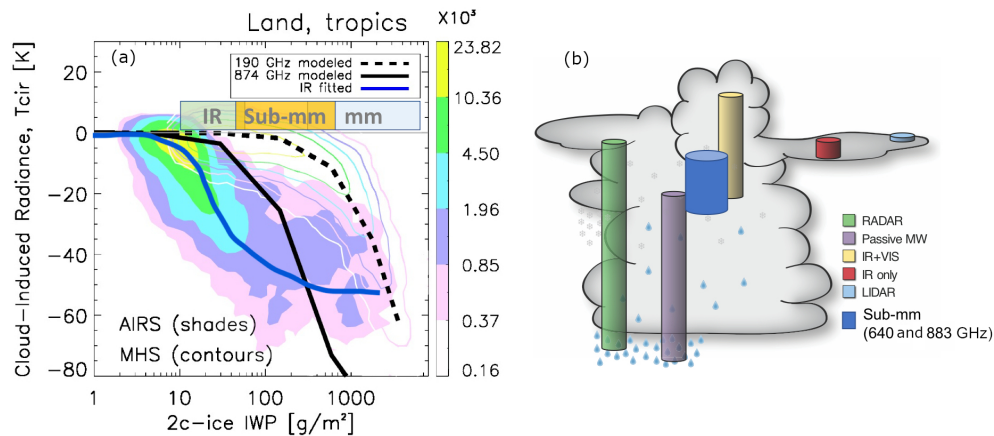 Land, tropics
X10³
(a)
190 GHz modeled
874 GHz modeled
IR fitted
IR
Sub-mm
mm
AIRS (shades)
MHS (contours)
Cloud-Induced Radiance, Tcir [K]
20
0
-20
-40
-60
-80
1
10
100
1000
2c-ice IWP [g/m²]
23.82
10.36
4.50
1.96
0.85
0.37
0.16
(b)
RADAR
Passive MW
IR+VIS
IR only
LIDAR
Sub-mm
(640 and 883 GHz)